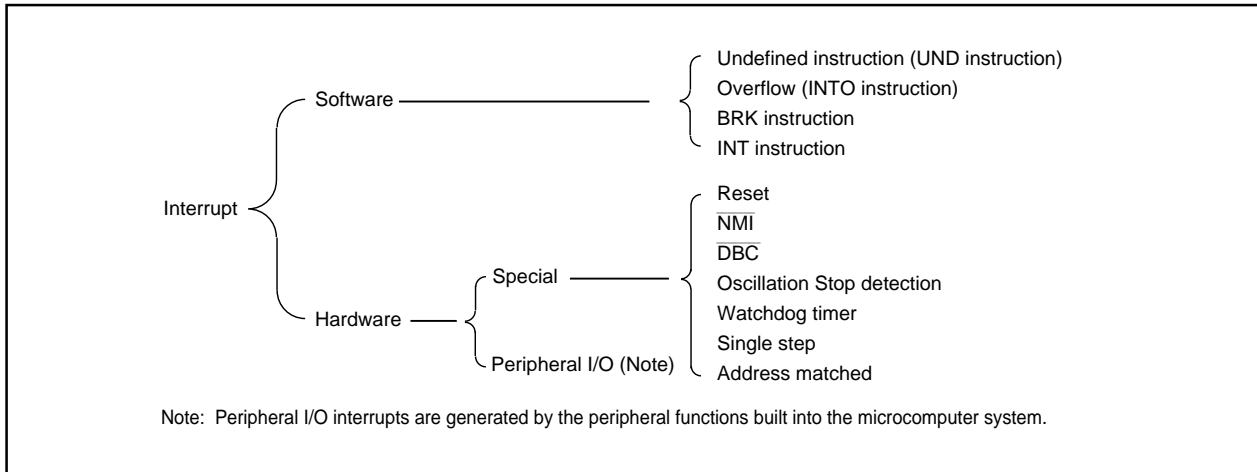 Undefined instruction (UND instruction)
Overflow (INTO instruction)
BRK instruction
INT instruction
Software
Interrupt
Hardware
Special
Peripheral I/O (Note)
Reset
NMI
DBC
Oscillation Stop detection
Watchdog timer
Single step
Address matched
Note: Peripheral I/O interrupts are generated by the peripheral functions built into the microcomputer system.